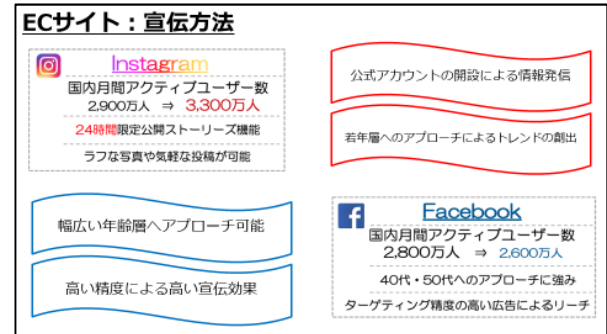 ECサイト：宣伝方法
Instagram
国内月間アクティブユーザー数
2,900万人 ⇒ 3,300万人
24時間限定公開ストーリーズ機能
ラフな写真や気軽な投稿が可能
公式アカウントの開設による情報発信
若年層へのアプローチによるトレンドの創出
幅広い年齢層へアプローチ可能
高い精度による高い宣伝効果
Facebook
国内月間アクティブユーザー数
2,800万人 ⇒ 2,600万人
40代・50代へのアプローチに強み
ターゲティング精度の高い広告によるリーチ